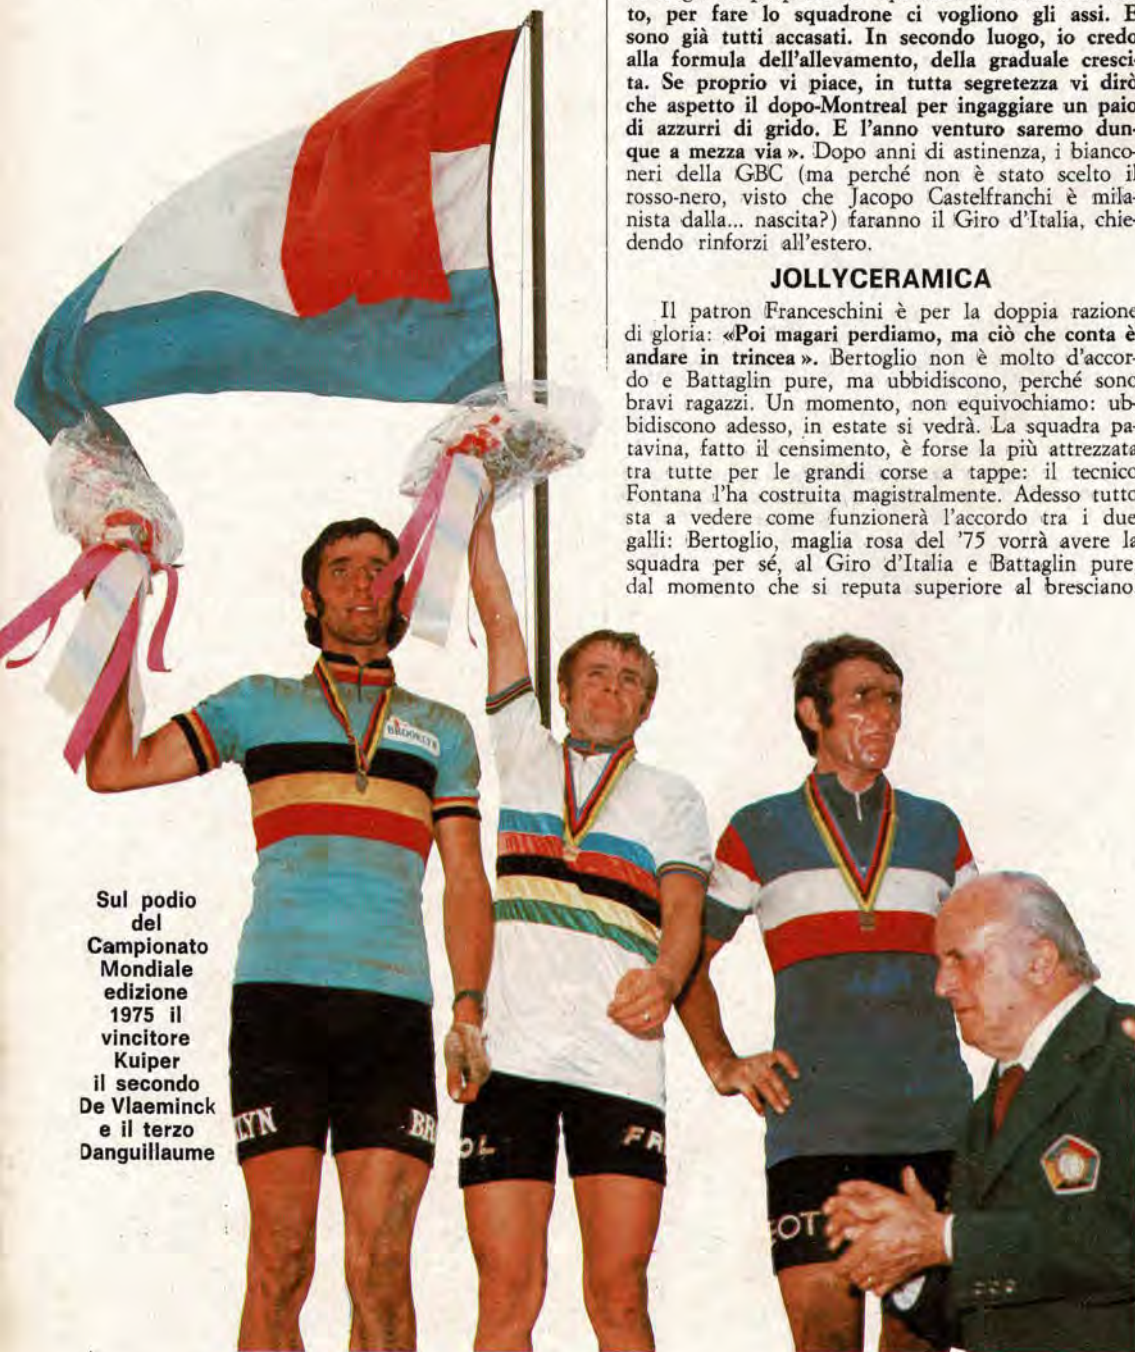 to, per fare lo squadrone ci vogliono gli assi. E
sono già tutti accasati. In secondo luogo, io credo
alla formula dell'allevamento, della graduale cresci-
ta. Se proprio vi piace, in tutta segretezza vi dirò
che aspetto il dopo-Montreal per ingaggiare un paio
di azzurri di grido. E l'anno venturo saremo dun-
que a mezza via ». Dopo anni di astinenza, i bianco-
neri della GBC (ma perché non è stato scelto il
rosso-nero, visto che Jacopo Castelfranchi è mila-
nista dalla... nascita?) faranno il Giro d'Italia, chie-
dendo rinforzi all'estero.
JOLLYCERAMICA
Il patron Franceschini è per la doppia razione
di gloria: «Poi magari perdiamo, ma ciò che conta è
andare in trincea ». Bertoglio non è molto d'accor-
do e Battaglin pure, ma ubbidiscono, perché sono
bravi ragazzi. Un momento, non equivochiamo: ub-
bidiscono adesso, in estate si vedrà. La squadra pa-
tavina, fatto il censimento, è forse la più attrezzata
tra tutte per le grandi corse a tappe: il tecnico
Fontana l'ha costruita magistralmente. Adesso tutto
sta a vedere come funzionerà l'accordo tra i due
galli: Bertoglio, maglia rosa del '75 vorrà avere la
squadra per sé, al Giro d'Italia e Battaglin pure
dal momento che si reputa superiore al bresciano
BROOKLYN
Sul podio
del
Campionato
Mondiale
edizione
1975 il
vincitore
Kuiper
il secondo
De Vlaeminck
e il terzo
Danguillaume
LYN
BR
OL
FR
EOT